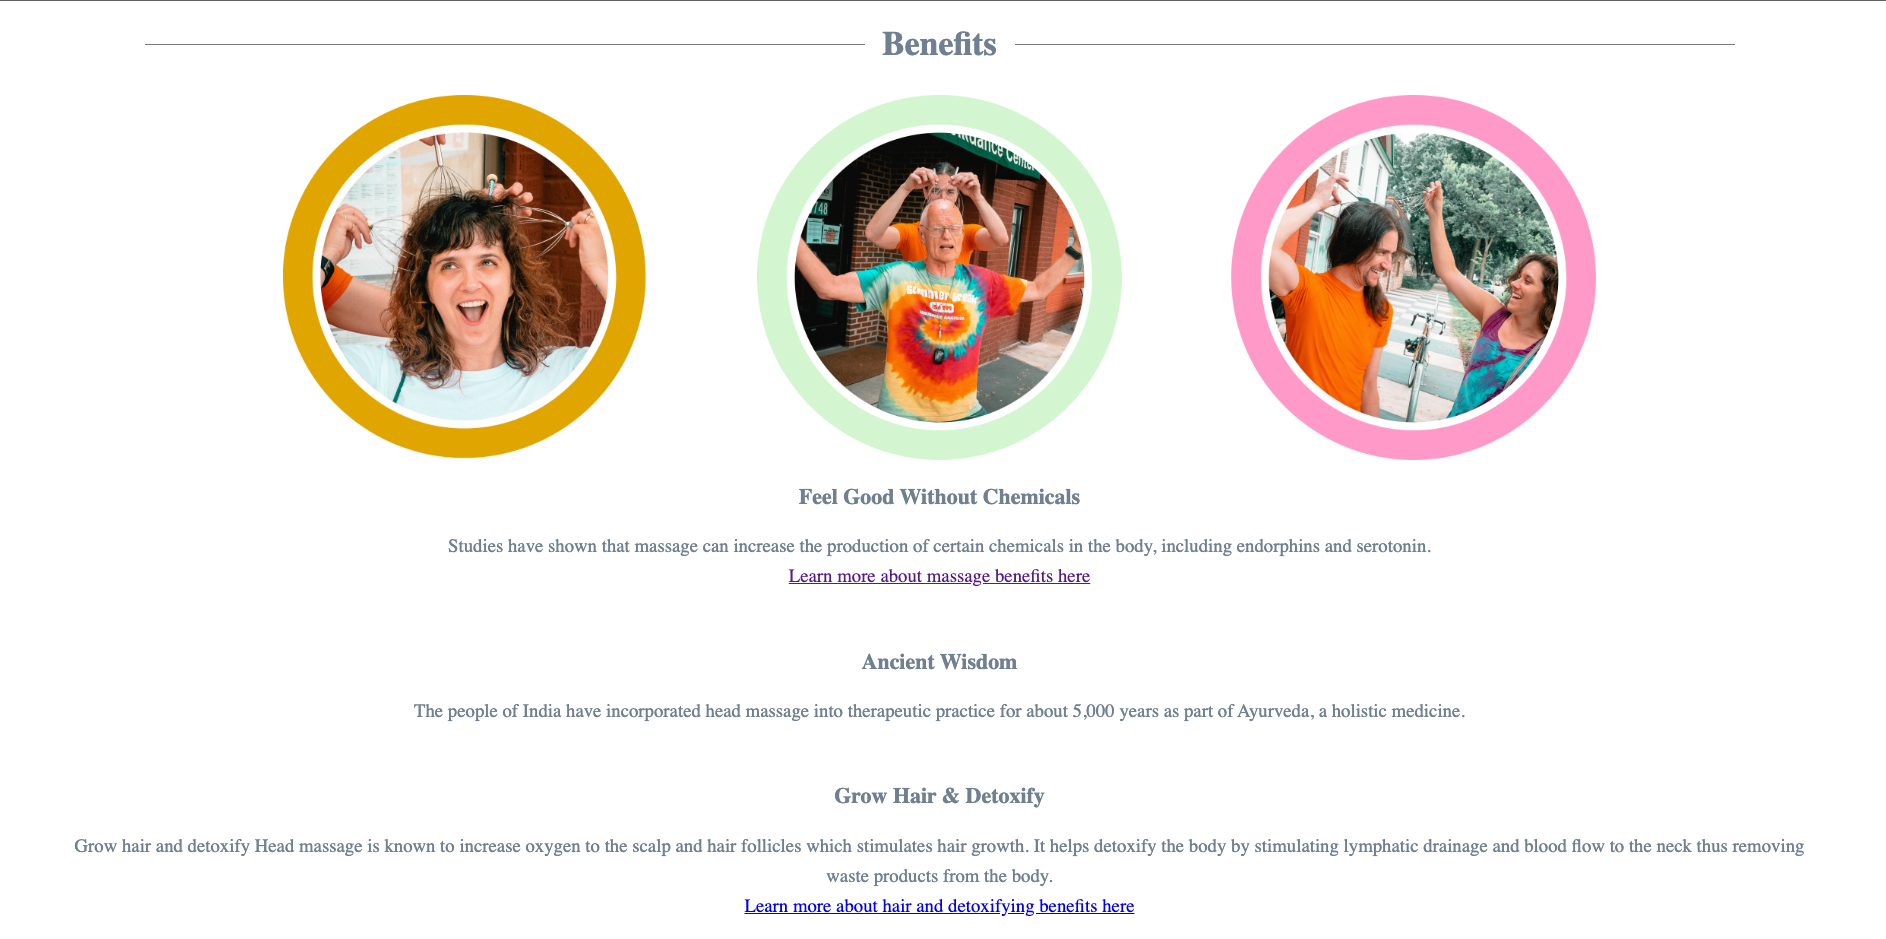 Benefits
Guidance Center
748
Feel Good Without Chemicals
Studies have shown that massage can increase the production of certain chemicals in the body, including endorphins and serotonin.
Learn more about massage benefits here
Ancient Wisdom
The people of India have incorporated head massage into therapeutic practice for about 5,000 years as part of Ayurveda, a holistic medicine.
Grow Hair & Detoxify
Grow hair and detoxify Head massage is known to increase oxygen to the scalp and hair follicles which stimulates hair growth. It helps detoxify the body by stimulating lymphatic drainage and blood flow to the neck thus removing
waste products from the body.
Learn more about hair and detoxifying benefits here